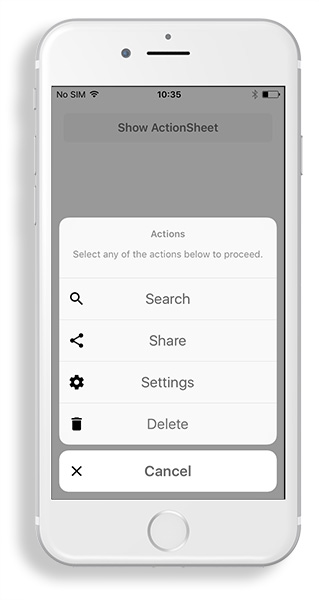 No SIM 10:35
Show ActionSheet
Actions
Select any of the actions below to proceed.
Search
Share
Settings
Delete
Cancel